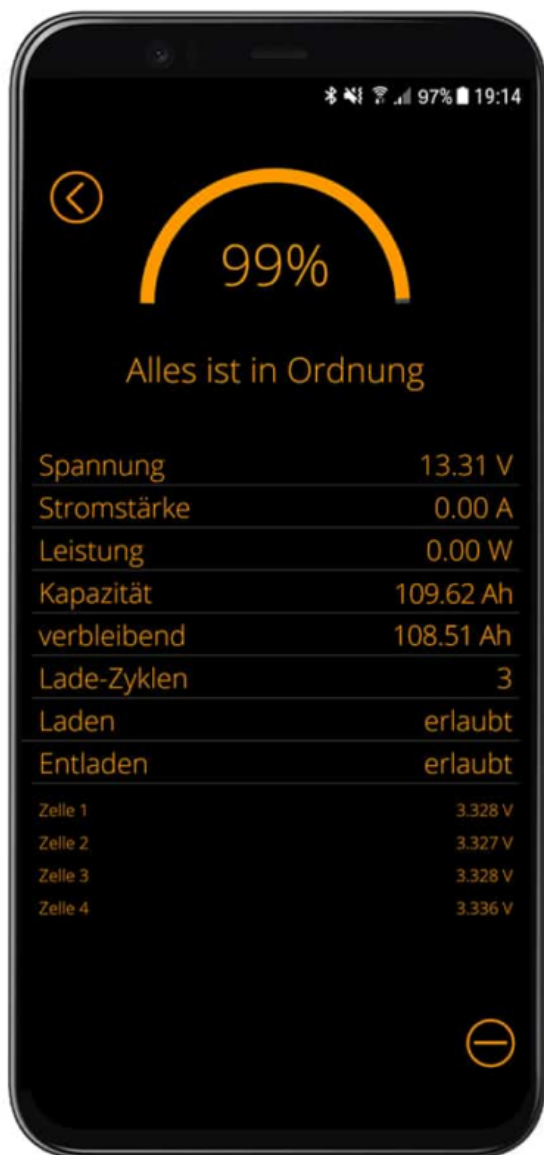 97% 19:14
99%
Alles ist in Ordnung
Spannung 13.31 V
Stromstärke 0.00 A
Leistung 0.00 W
Kapazität 109.62 Ah
verbleibend 108.51 Ah
Lade-Zyklen 3
Laden erlaubt
Entladen erlaubt
Zelle 1 3.328 V
Zelle 2 3.327 V
Zelle 3 3.328 V
Zelle 4 3.336 V